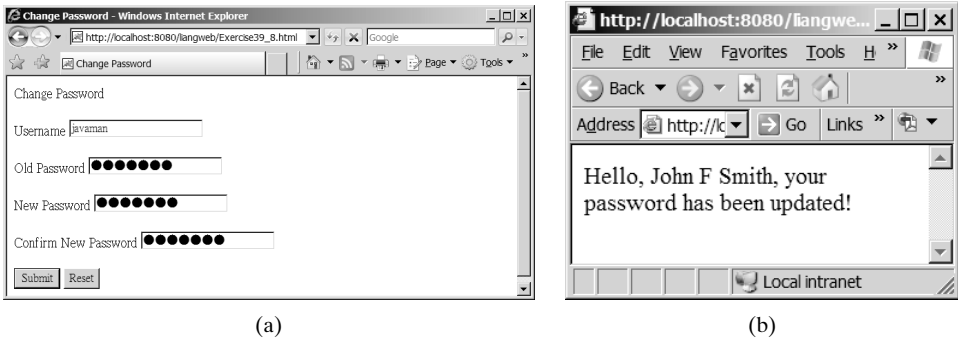 Change Password - Windows Internet Explorer
http://localhost:8080/liangweb/Exercise39_8.html
Google
Change Password
Page
Tools
»
Change Password
Username javaman
Old Password ●●●●●●●
New Password ●●●●●●●
Confirm New Password ●●●●●●●
Submit Reset
(a)
http://localhost:8080/liangwe...
File Edit View Favorites Tools H »
Back »
Address http://lc Go Links »
Hello, John F Smith, your
password has been updated!
Local intranet
(b)